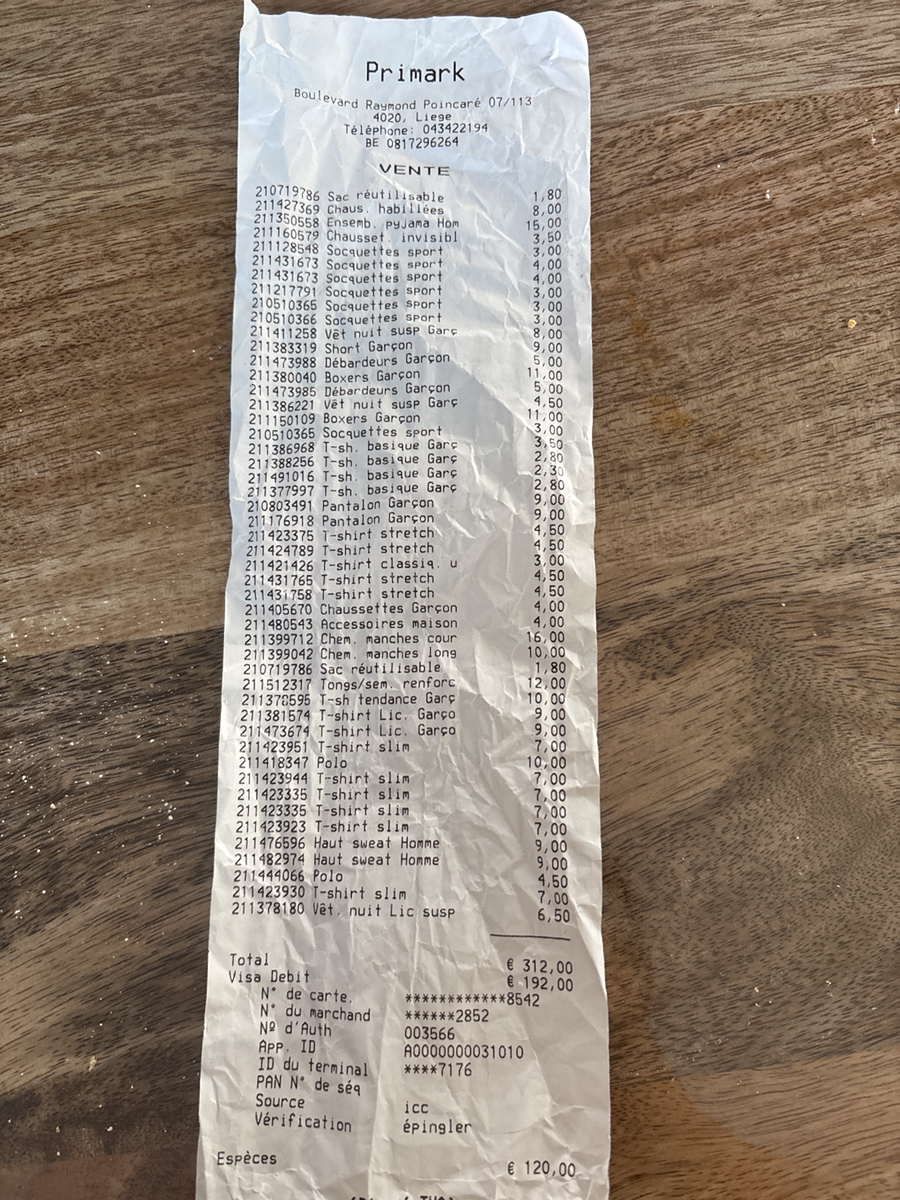 Primark
Boulevard Raymond Poincaré 07/113
4020, Liege
Téléphone: 043422194
BE 0817296264
VENTE
210719786 Sac réutilisable 1,80
211427369 Chaus. habillées 8,00
211350558 Ensemb. pyjama Hom 15,00
211160579 Chausset. invisibl 3,50
211128548 Socquettes sport 3,00
211431673 Socquettes sport 4,00
211431673 Socquettes sport 4,00
211217791 Socquettes sport 3,00
210510365 Socquettes sport 3,00
210510366 Socquettes sport 3,00
211411258 Vêt nuit susp Garç 8,00
211383319 Short Garçon 9,00
211473988 Débardeurs Garçon 5,00
211380040 Boxers Garçon 11,00
211473985 Débardeurs Garçon 5,00
211386221 Vêt nuit susp Garç 4,50
211150109 Boxers Garçon 11,00
210510365 Socquettes sport 3,00
211386968 T-sh. basique Garç 3,50
211388256 T-sh. basique Garç 2,80
211491016 T-sh. basique Garç 2,30
211377997 T-sh. basique Garç 2,80
210803491 Pantalon Garçon 9,00
211176918 Pantalon Garçon 9,00
211423375 T-shirt stretch 4,50
211424789 T-shirt stretch 4,50
211421426 T-shirt classiq. u 3,00
211431765 T-shirt stretch 4,50
211431758 T-shirt stretch 4,50
211405670 Chaussettes Garçon 4,00
211480543 Accessoires maison 4,00
211399712 Chem. manches cour 16,00
211399042 Chem. manches long 10,00
210719786 Sac réutilisable 1,80
211512317 Tongs/sem. renforc 12,00
211378595 T-sh tendance Garç 10,00
211381574 T-shirt Lic. Garço 9,00
211473674 T-shirt Lic. Garço 9,00
211423951 T-shirt slim 7,00
211418347 Polo 10,00
211423944 T-shirt slim 7,00
211423335 T-shirt slim 7,00
211423335 T-shirt slim 7,00
211423923 T-shirt slim 7,00
211476596 Haut sweat Homme 9,00
211482974 Haut sweat Homme 9,00
211444066 Polo 4,50
211423930 T-shirt slim 7,00
211378180 Vêt. nuit Lic susp 6,50
Total € 312,00
Visa Debit € 192,00
N° de carte. ************8542
N° du marchand ******2852
Nº d'Auth 003566
App. ID A0000000031010
ID du terminal ****7176
PAN N° de séq
Source icc
Vérification épingler
Espèces € 120,00